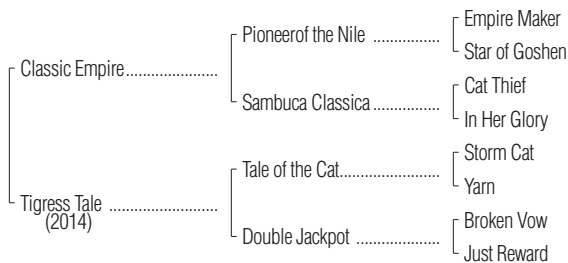 Empire Maker
Pioneerof the Nile ................
Star of Goshen
Classic Empire......................
Cat Thief
Sambuca Classica................
In Her Glory
Storm Cat
Tale of the Cat........................
Yarn
Tigress Tale ..........................
(2014)
Broken Vow
Double Jackpot ....................
Just Reward